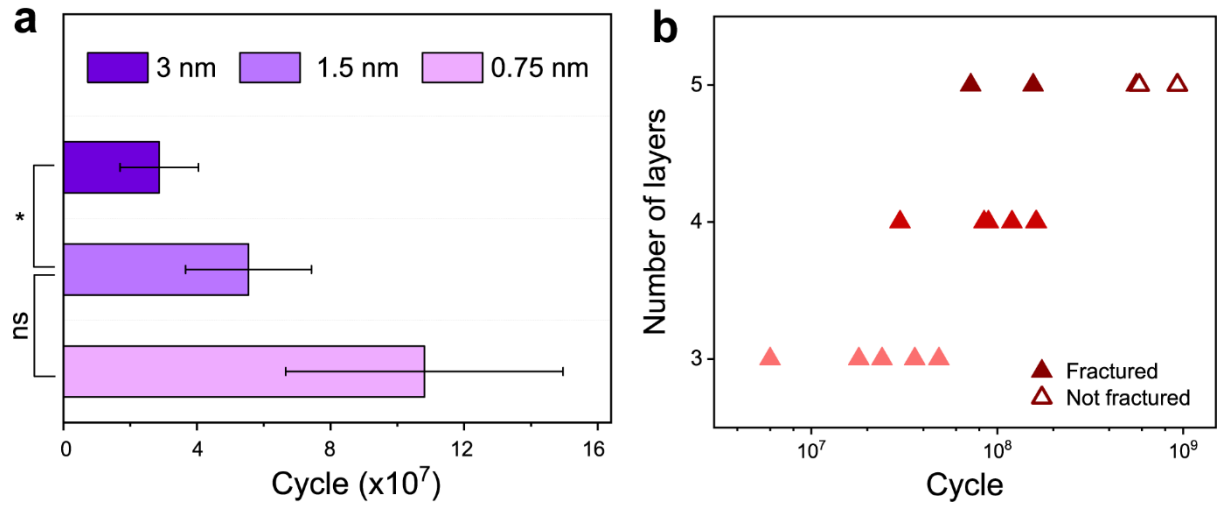 a
3 nm 1.5 nm 0.75 nm
*
ns
0 4 8 12 16
Cycle (x10⁷)
b
Number of layers
5
4
3
Fractured
Not fractured
10⁷ 10⁸ 10⁹
Cycle